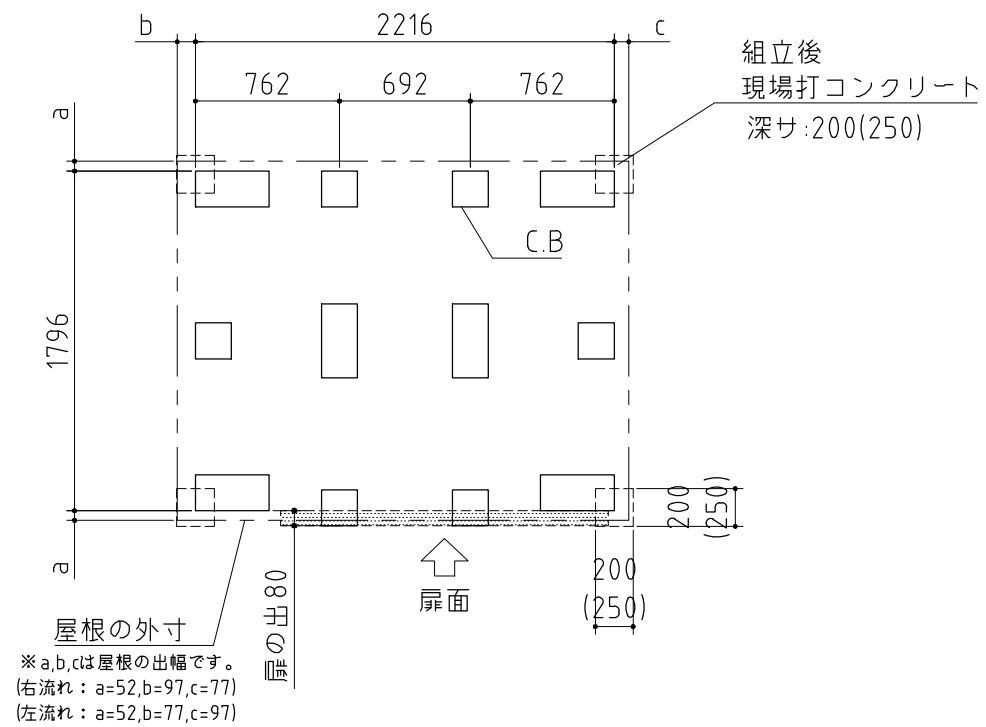 b
2216
c
762
692
762
組立後
現場打コンクリート
深サ:200(250)
a
C.B
1796
200
(250)
a
扉の出80
扉面
200
(250)
屋根の外寸
※a,b,cは屋根の出幅です。
(右流れ：a=52,b=97,c=77)
(左流れ：a=52,b=77,c=97)